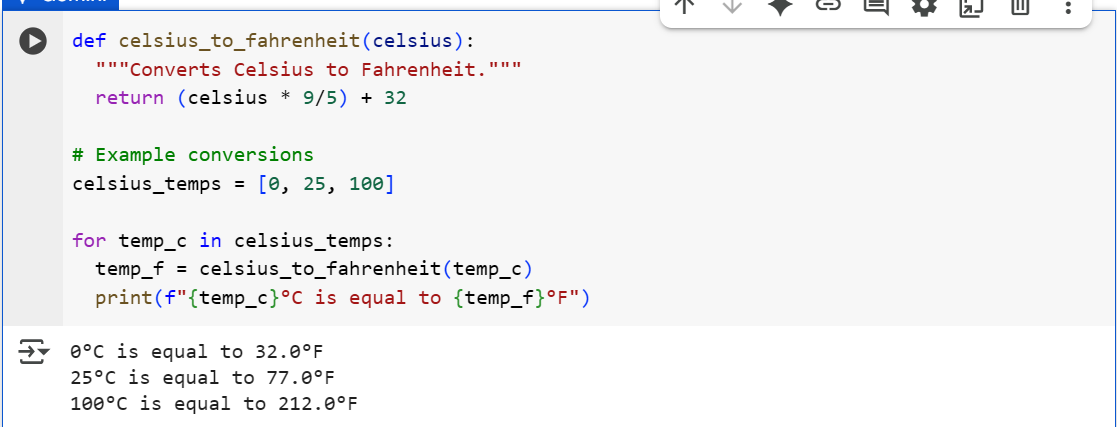 def celsius_to_fahrenheit(celsius):
  """Converts Celsius to Fahrenheit."""
  return (celsius * 9/5) + 32

# Example conversions
celsius_temps = [0, 25, 100]

for temp_c in celsius_temps:
  temp_f = celsius_to_fahrenheit(temp_c)
  print(f"{temp_c}°C is equal to {temp_f}°F")
0°C is equal to 32.0°F
25°C is equal to 77.0°F
100°C is equal to 212.0°F